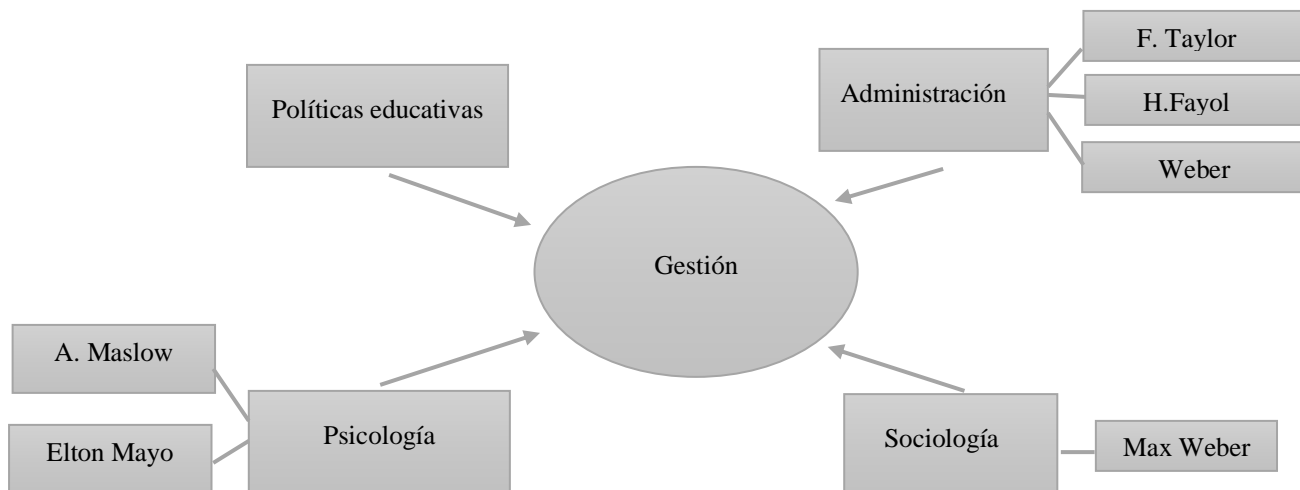 F. Taylor
Políticas educativas
Administración
H.Fayol
Weber
Gestión
A. Maslow
Psicología
Elton Mayo
Sociología
Max Weber